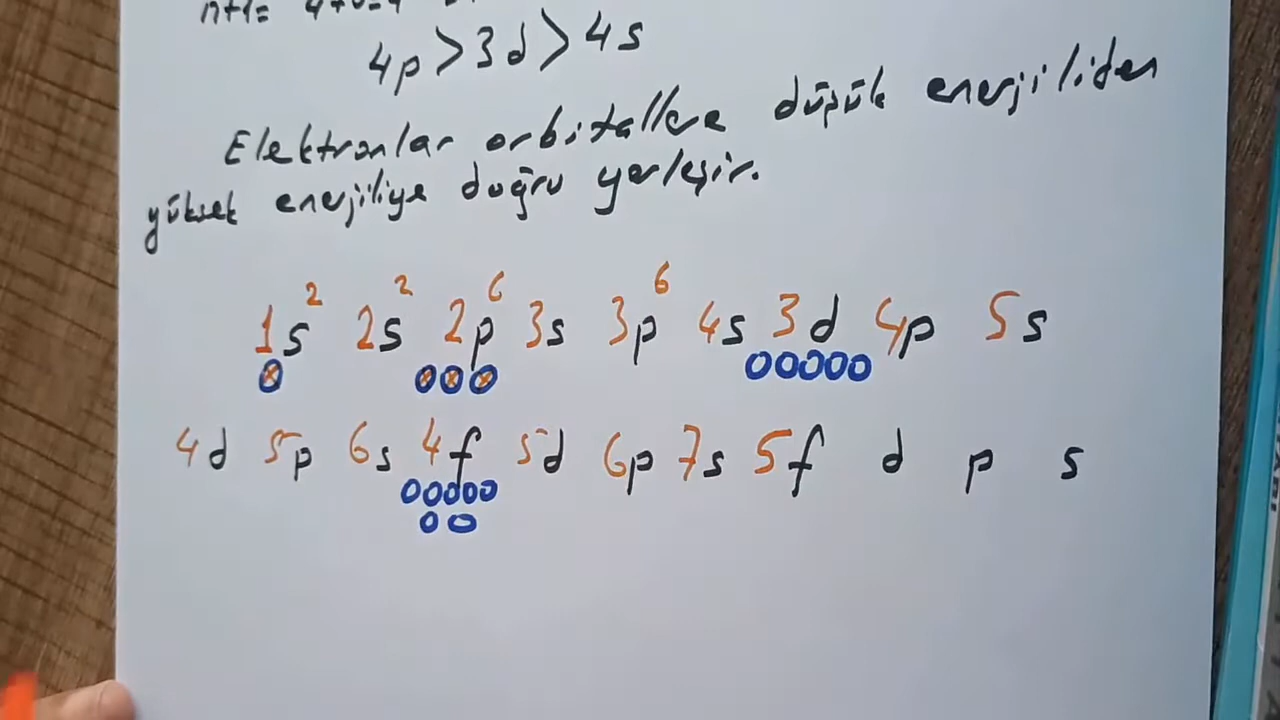 4p > 3d > 4s
Elektronlar orbitallere düşük enerjiliden
yüksek enerjiliye doğru yerleşir.
1s² 2s² 2p⁶ 3s 3p⁶ 4s 3d 4p 5s
4d 5p 6s 4f 5d 6p 7s 5f d p s